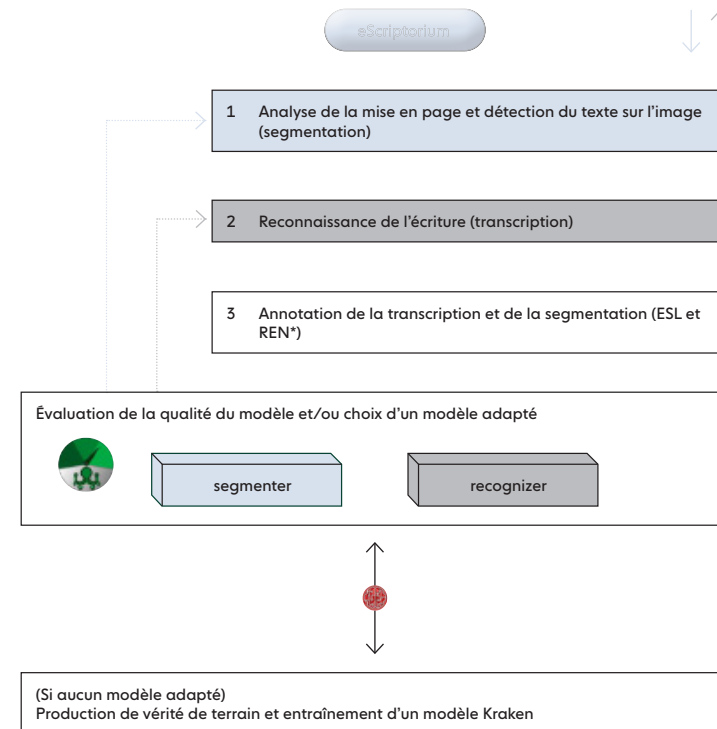 eScriptorium
1 Analyse de la mise en page et détection du texte sur l'image
(segmentation)
2 Reconnaissance de l'écriture (transcription)
3 Annotation de la transcription et de la segmentation (ESL et
REN*)
Évaluation de la qualité du modèle et/ou choix d'un modèle adapté
segmenter
recognizer
(Si aucun modèle adapté)
Production de vérité de terrain et entraînement d'un modèle Kraken